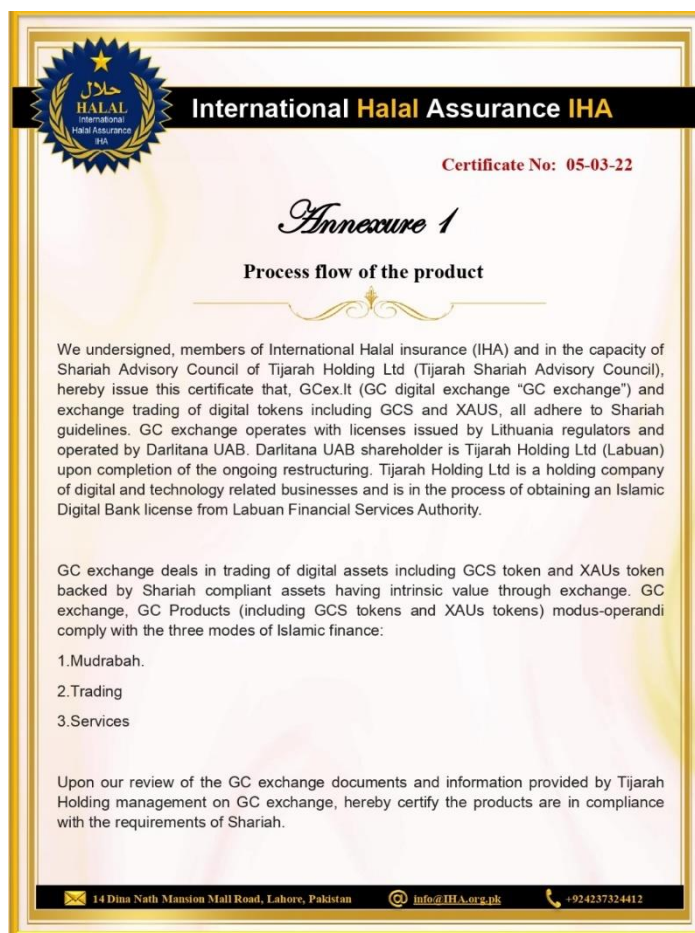 حلال
HALAL
International
Halal Assurance
IHA
International Halal Assurance IHA
Certificate No: 05-03-22
Annexure 1
Process flow of the product
We undersigned, members of International Halal insurance (IHA) and in the capacity of
Shariah Advisory Council of Tijarah Holding Ltd (Tijarah Shariah Advisory Council),
hereby issue this certificate that, GCex.lt (GC digital exchange “GC exchange”) and
exchange trading of digital tokens including GCS and XAUS, all adhere to Shariah
guidelines. GC exchange operates with licenses issued by Lithuania regulators and
operated by Darlitana UAB. Darlitana UAB shareholder is Tijarah Holding Ltd (Labuan)
upon completion of the ongoing restructuring. Tijarah Holding Ltd is a holding company
of digital and technology related businesses and is in the process of obtaining an Islamic
Digital Bank license from Labuan Financial Services Authority.
GC exchange deals in trading of digital assets including GCS token and XAUs token
backed by Shariah compliant assets having intrinsic value through exchange. GC
exchange, GC Products (including GCS tokens and XAUs tokens) modus-operandi
comply with the three modes of Islamic finance:
1.Mudrabah.
2.Trading
3.Services
Upon our review of the GC exchange documents and information provided by Tijarah
Holding management on GC exchange, hereby certify the products are in compliance
with the requirements of Shariah.
14 Dina Nath Mansion Mall Road, Lahore, Pakistan @ info@IHA.org.pk +924237324412